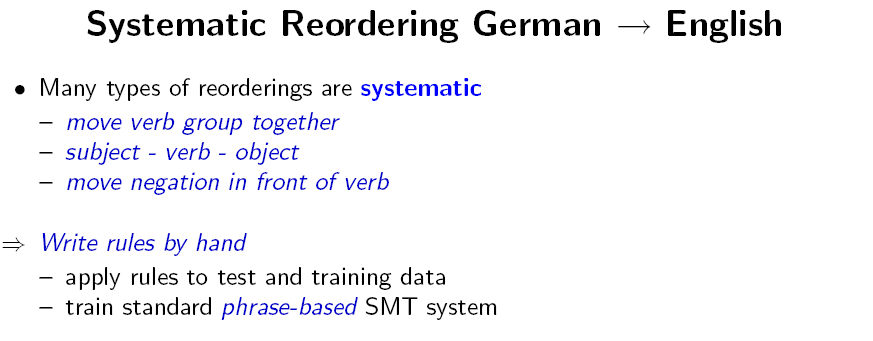 Systematic Reordering German → English
• Many types of reorderings are systematic
– move verb group together
– subject - verb - object
– move negation in front of verb
⇒ Write rules by hand
– apply rules to test and training data
– train standard phrase-based SMT system